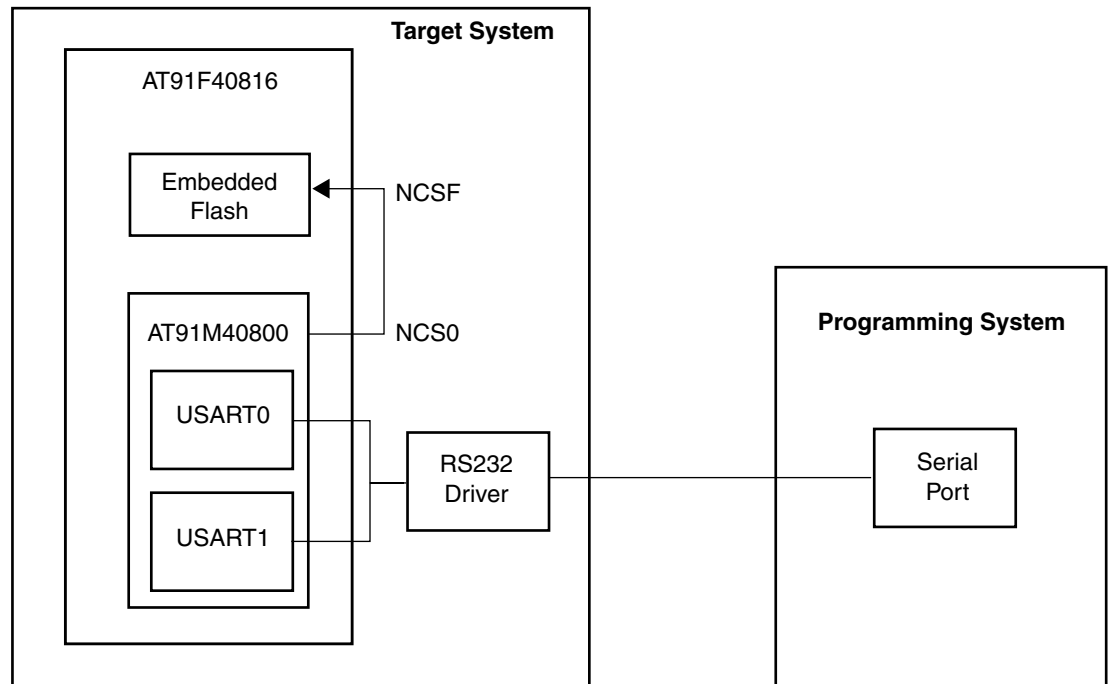 Target System
AT91F40816
Embedded
Flash
NCSF
AT91M40800
NCS0
USART0
USART1
RS232
Driver
Programming System
Serial
Port